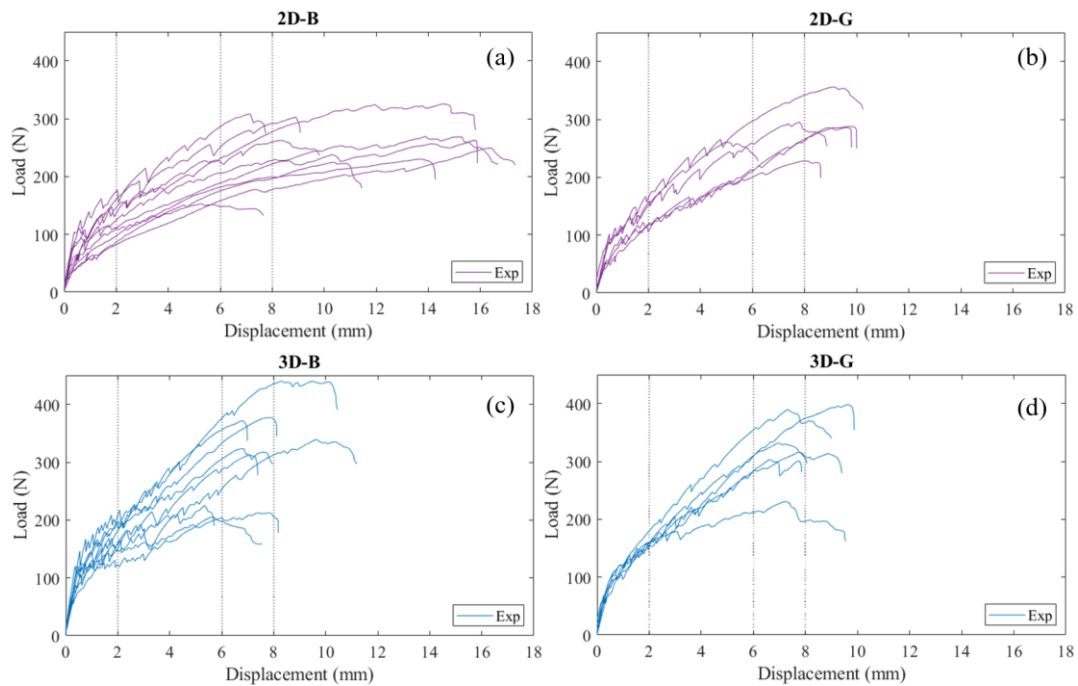 2D-B
(a)
400
300
200
100
0
Load (N)
Exp
0 2 4 6 8 10 12 14 16 18
Displacement (mm)
2D-G
(b)
400
300
200
100
0
Load (N)
Exp
0 2 4 6 8 10 12 14 16 18
Displacement (mm)
3D-B
(c)
400
300
200
100
0
Load (N)
Exp
0 2 4 6 8 10 12 14 16 18
Displacement (mm)
3D-G
(d)
400
300
200
100
0
Load (N)
Exp
0 2 4 6 8 10 12 14 16 18
Displacement (mm)